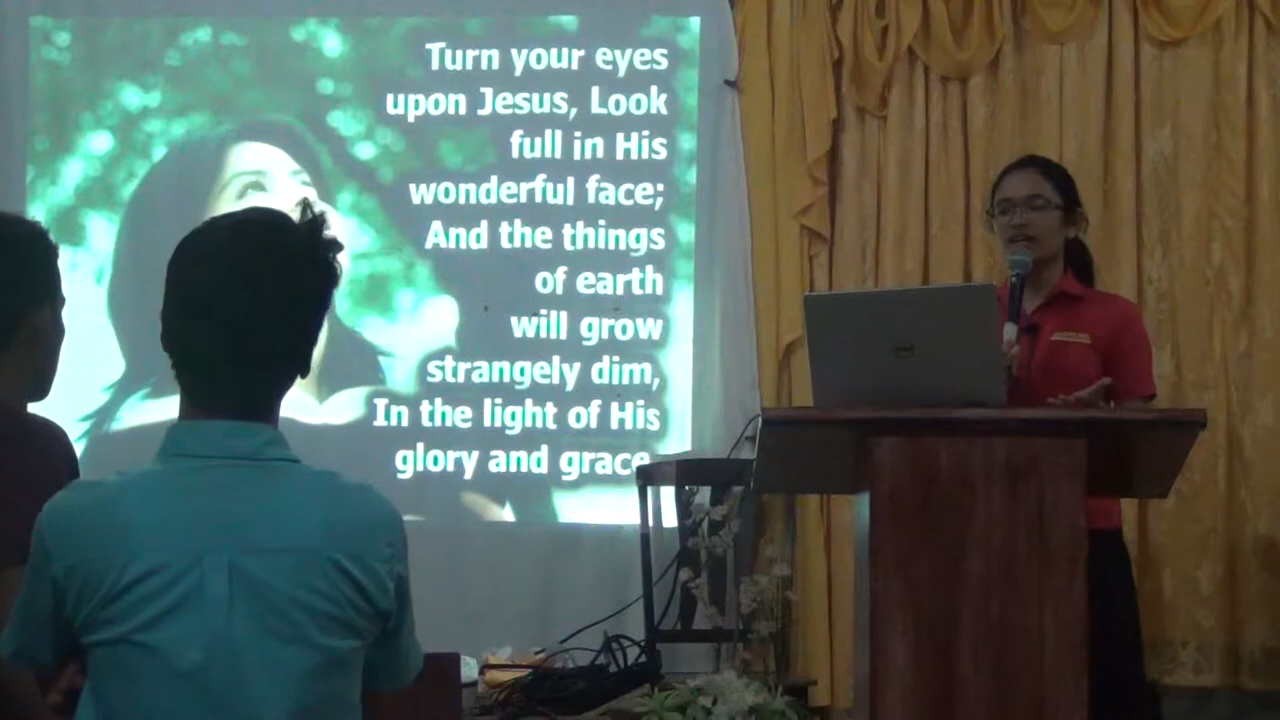 Turn your eyes
upon Jesus, Look
full in His
wonderful face;
And the things
of earth
will grow
strangely dim,
In the light of His
glory and grace